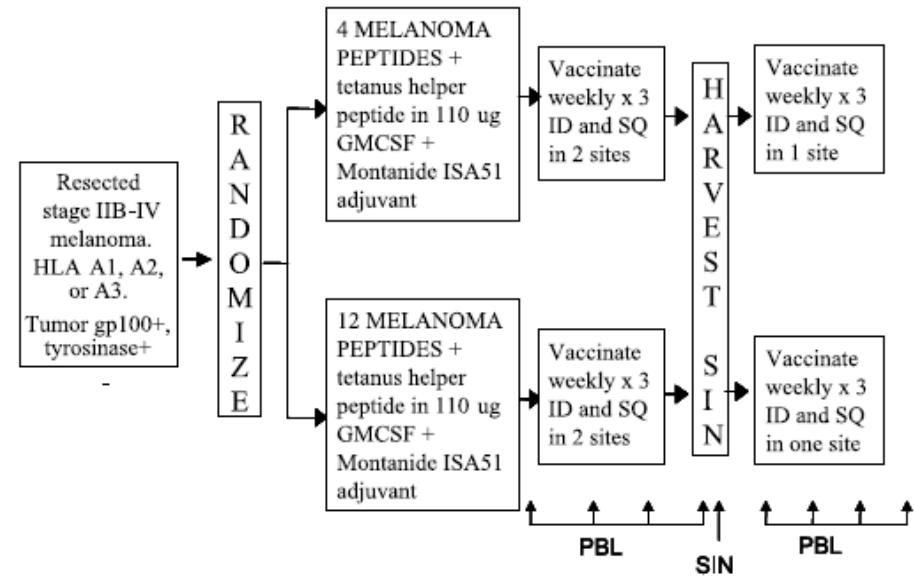 Resected
stage IIB-IV
melanoma.
HLA A1, A2,
or A3.
Tumor gp100+,
tyrosinase+
-
RANDOMIZE
4 MELANOMA
PEPTIDES +
tetanus helper
peptide in 110 ug
GMCSF +
Montanide ISA51
adjuvant
Vaccinate
weekly x 3
ID and SQ
in 2 sites
HARVEST SIN
Vaccinate
weekly x 3
ID and SQ
in 1 site
12 MELANOMA
PEPTIDES +
tetanus helper
peptide in 110 ug
GMCSF +
Montanide ISA51
adjuvant
Vaccinate
weekly x 3
ID and SQ
in 2 sites
Vaccinate
weekly x 3
ID and SQ
in one site
PBL
SIN
PBL